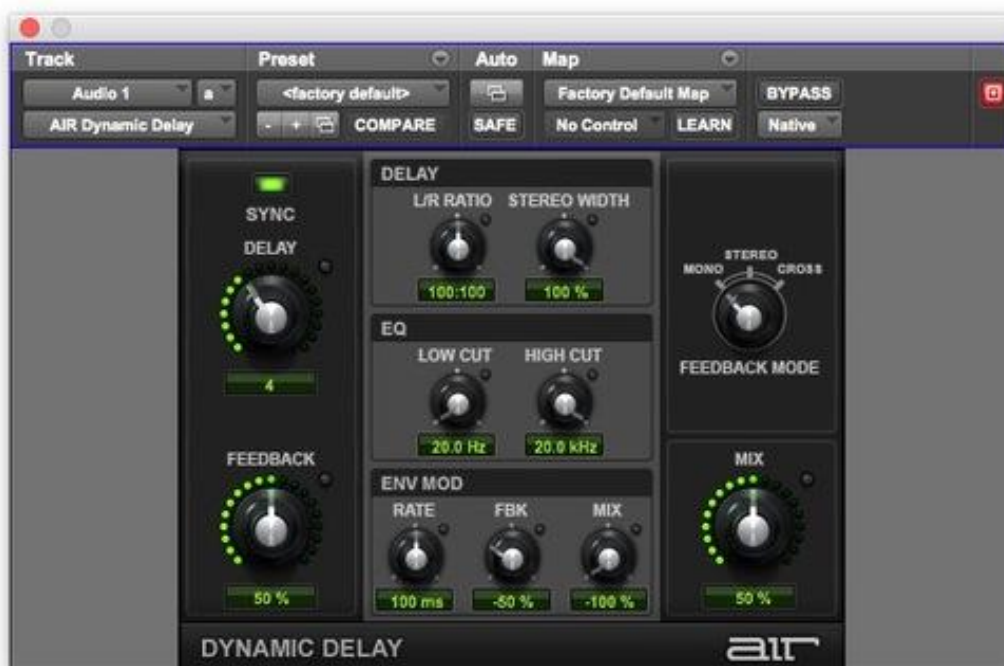 Track Preset Auto Map
Audio 1 a <factory default> Factory Default Map BYPASS
AIR Dynamic Delay - + COMPARE SAFE No Control LEARN Native
SYNC
DELAY
4
FEEDBACK
50 %
DELAY
L/R RATIO STEREO WIDTH
100:100 100 %
EQ
LOW CUT HIGH CUT
20.0 Hz 20.0 kHz
ENV MOD
RATE FBK MIX
100 ms -50 % -100 %
STEREO
MONO CROSS
FEEDBACK MODE
MIX
50 %
DYNAMIC DELAY AIR